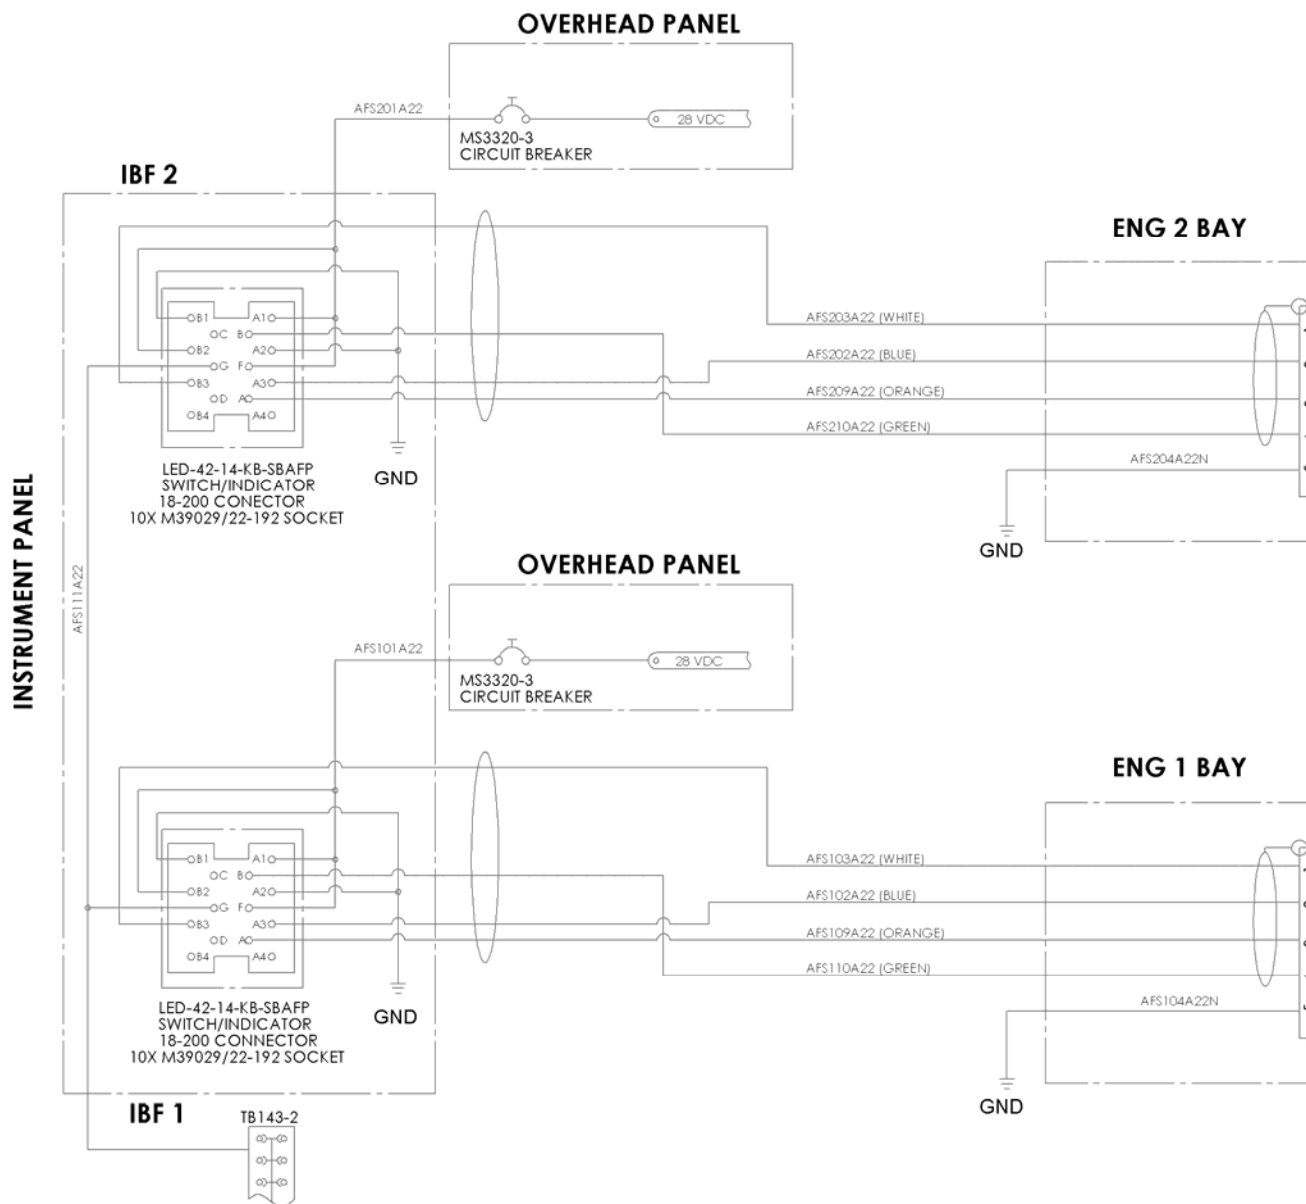 OVERHEAD PANEL
AFS201A22
28 VDC
MS3320-3
CIRCUIT BREAKER
IBF 2
ENG 2 BAY
B1 A1
C B
B2 A2
G F
B3 A3
D A
B4 A4
AFS203A22 (WHITE)
AFS202A22 (BLUE)
AFS209A22 (ORANGE)
AFS210A22 (GREEN)
AFS204A22N
GND
GND
LED-42-14-KB-SBAFP
SWITCH/INDICATOR
18-200 CONECTOR
10X M39029/22-192 SOCKET
INSTRUMENT PANEL
AFS111A22
OVERHEAD PANEL
AFS101A22
28 VDC
MS3320-3
CIRCUIT BREAKER
ENG 1 BAY
B1 A1
C B
B2 A2
G F
B3 A3
D A
B4 A4
AFS103A22 (WHITE)
AFS102A22 (BLUE)
AFS109A22 (ORANGE)
AFS110A22 (GREEN)
AFS104A22N
GND
GND
LED-42-14-KB-SBAFP
SWITCH/INDICATOR
18-200 CONNECTOR
10X M39029/22-192 SOCKET
IBF 1
TB143-2